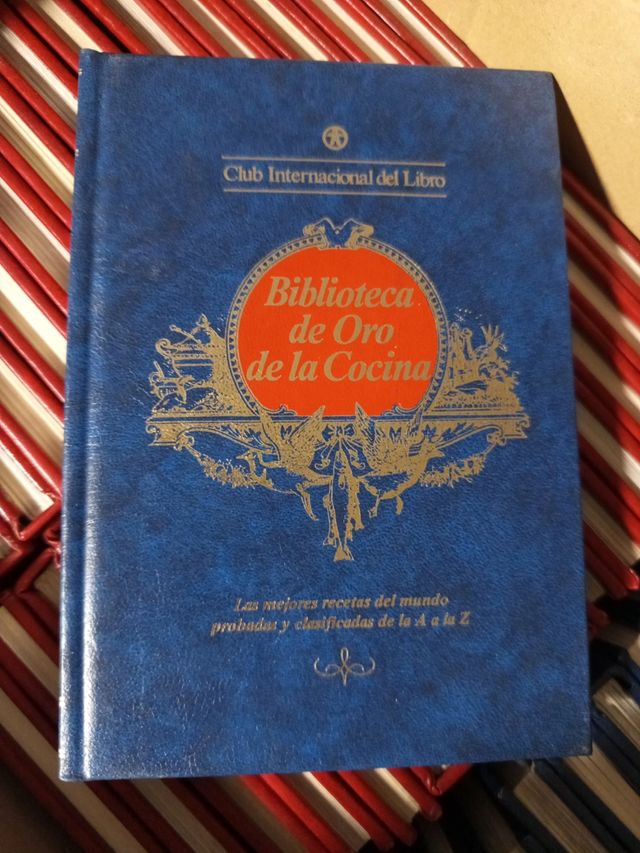 Club Internacional del Libro
Biblioteca
de Oro
de la Cocina
Las mejores recetas del mundo
probadas y clasificadas de la A a la Z